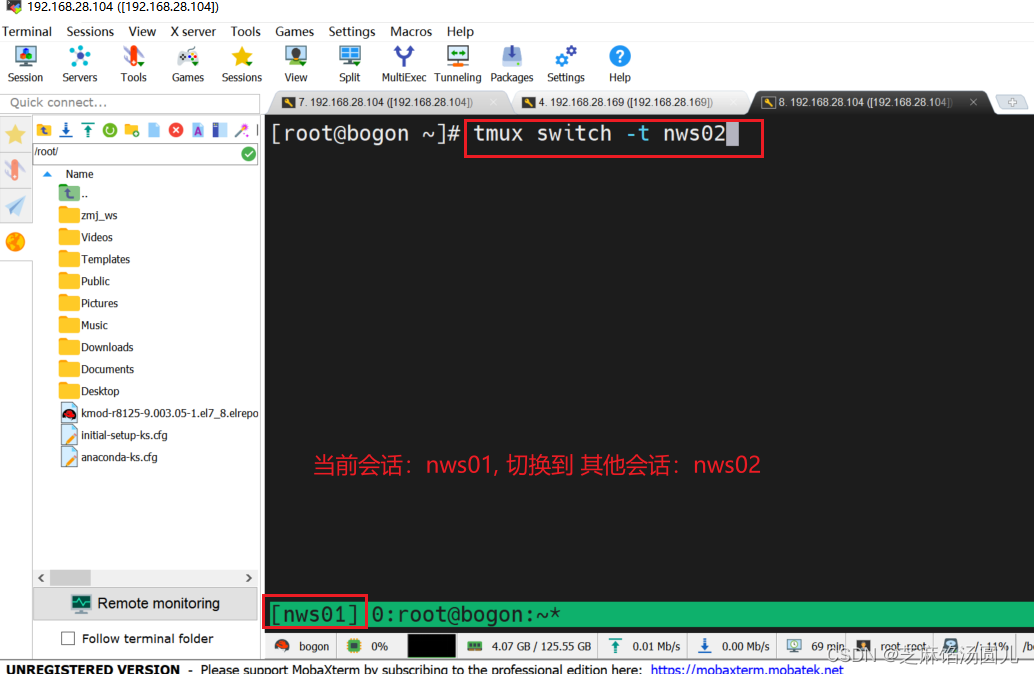 192.168.28.104 ([192.168.28.104])
Terminal Sessions View X server Tools Games Settings Macros Help
Session Servers Tools Games Sessions View Split MultiExec Tunneling Packages Settings Help
Quick connect...
7. 192.168.28.104 ([192.168.28.104])
4. 192.168.28.169 ([192.168.28.169])
8. 192.168.28.104 ([192.168.28.104]
/root/
Name
..
zmj_ws
Videos
Templates
Public
Pictures
Music
Downloads
Documents
Desktop
kmod-r8125-9.003.05-1.el7_8.elrepo
initial-setup-ks.cfg
anaconda-ks.cfg
Remote monitoring
Follow terminal folder
[root@bogon ~]# tmux switch -t nws02
当前会话：nws01, 切换到 其他会话：nws02
[nws01] 0:root@bogon:~*
bogon 0% 4.07 GB / 125.55 GB 0.01 Mb/s 0.00 Mb/s 69 min root root /: 11% /b
CSDN @芝麻馅汤圆儿
UNREGISTERED VERSION - Please support MobaXterm by subscribing to the professional edition here: https://mobaxterm.mobatek.net